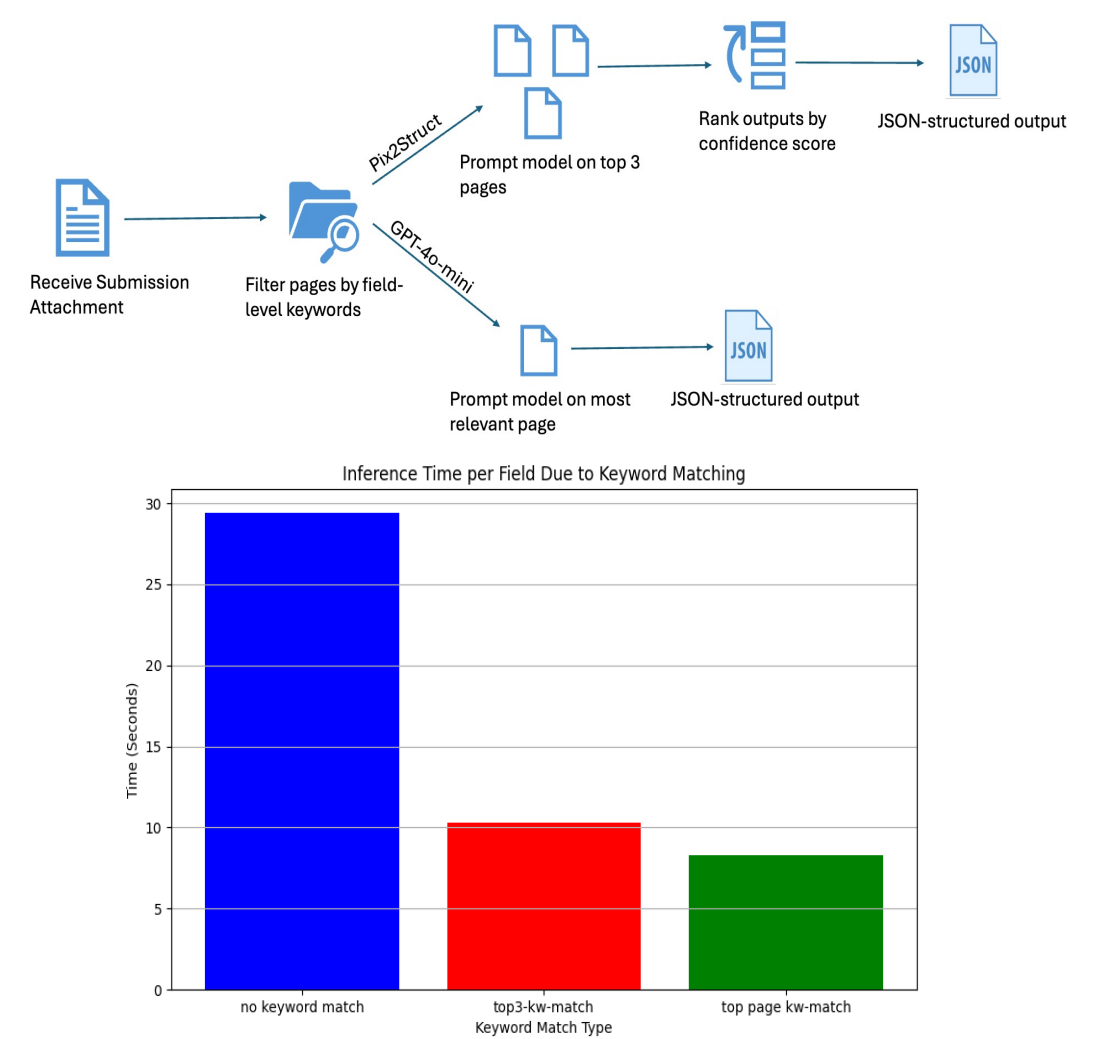 Pix2Struct
Prompt model on top 3
pages
Rank outputs by
confidence score
JSON
JSON-structured output
Receive Submission
Attachment
Filter pages by field-
level keywords
GPT-4o-mini
Prompt model on most
relevant page
JSON
JSON-structured output
Inference Time per Field Due to Keyword Matching
Time (Seconds)
30
25
20
15
10
5
0
no keyword match
top3-kw-match
top page kw-match
Keyword Match Type